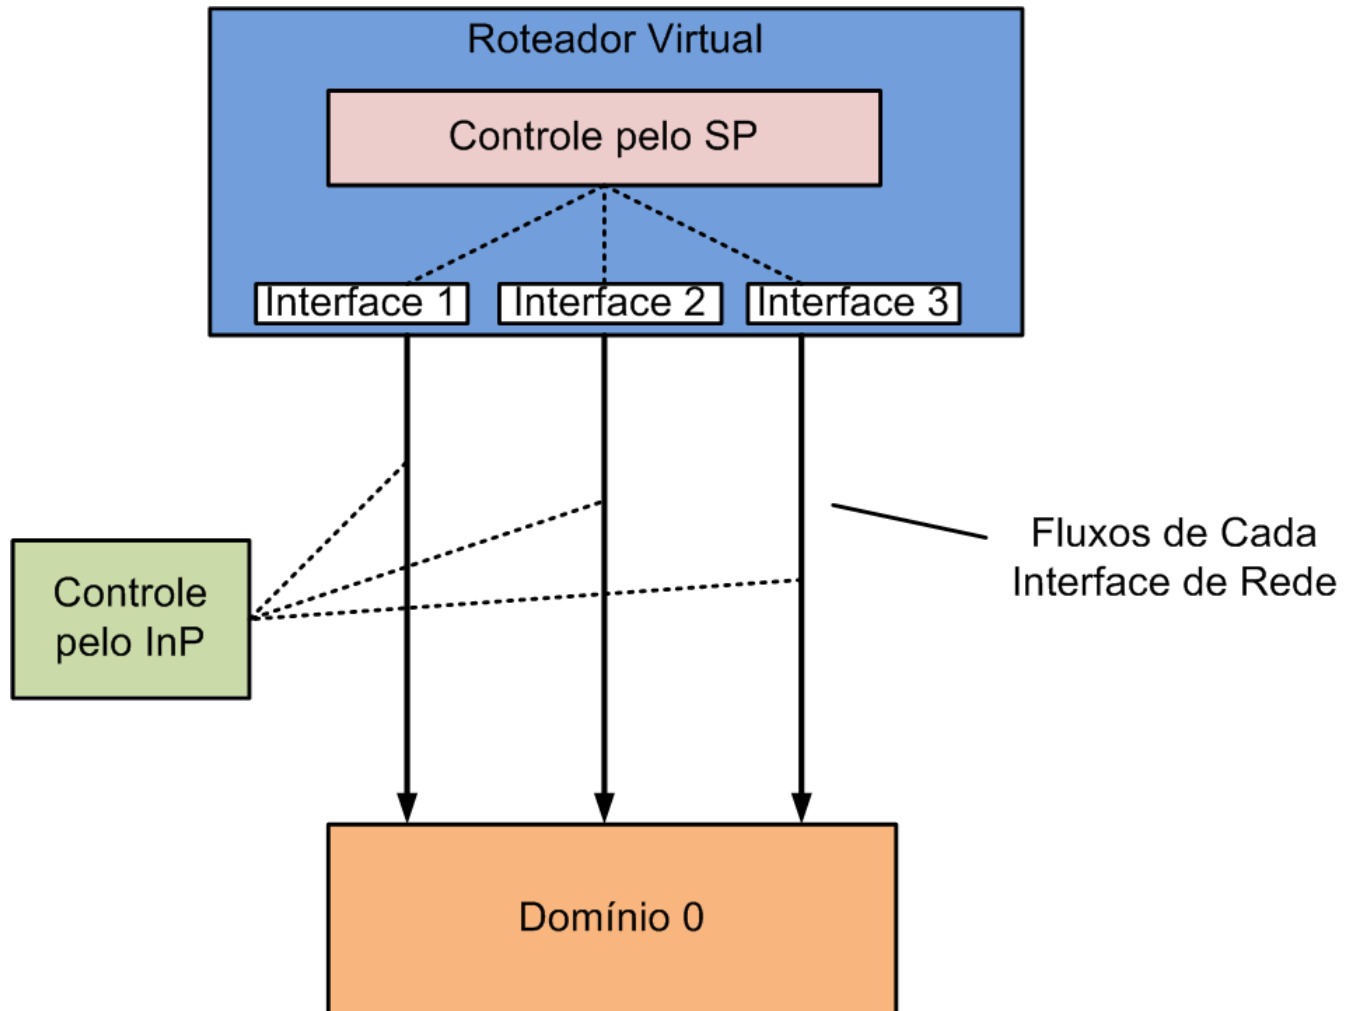 Roteador Virtual
Controle pelo SP
Interface 1
Interface 2
Interface 3
Fluxos de Cada
Interface de Rede
Controle
pelo InP
Domínio 0